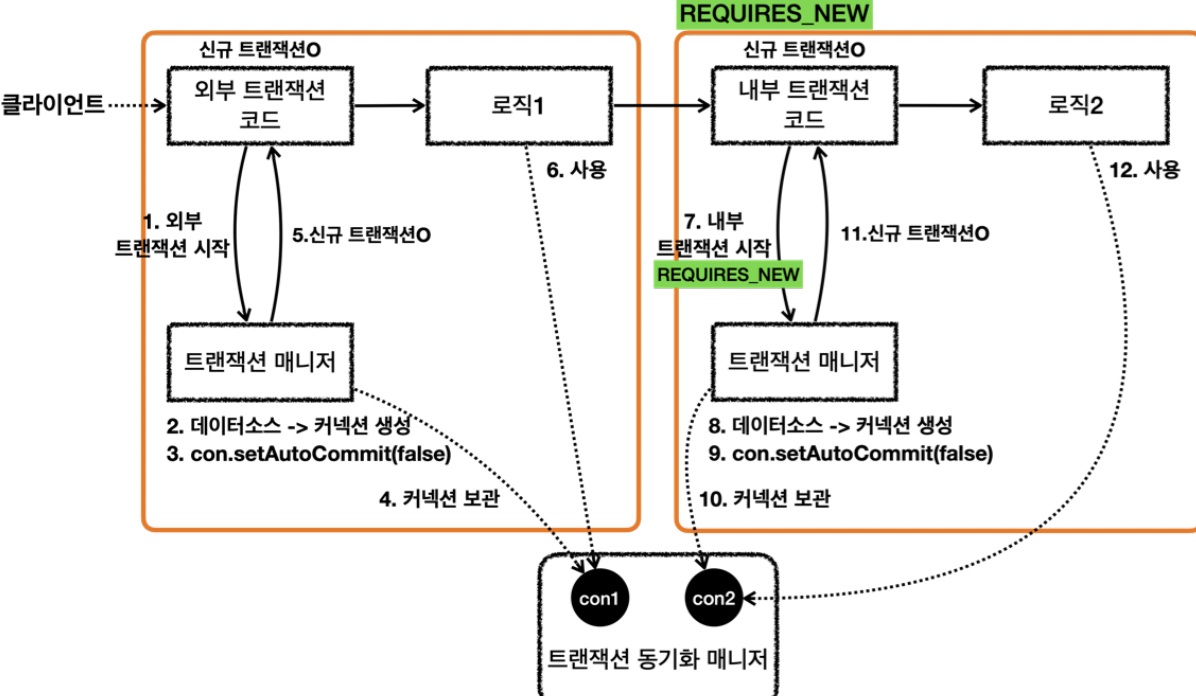 REQUIRES_NEW
신규 트랜잭션O
신규 트랜잭션O
클라이언트
외부 트랜잭션
코드
로직1
내부 트랜잭션
코드
로직2
6. 사용
12. 사용
1. 외부
트랜잭션 시작
5.신규 트랜잭션O
7. 내부
트랜잭션 시작
REQUIRES_NEW
11.신규 트랜잭션O
트랜잭션 매니저
트랜잭션 매니저
2. 데이터소스 -> 커넥션 생성
3. con.setAutoCommit(false)
8. 데이터소스 -> 커넥션 생성
9. con.setAutoCommit(false)
4. 커넥션 보관
10. 커넥션 보관
con1
con2
트랜잭션 동기화 매니저